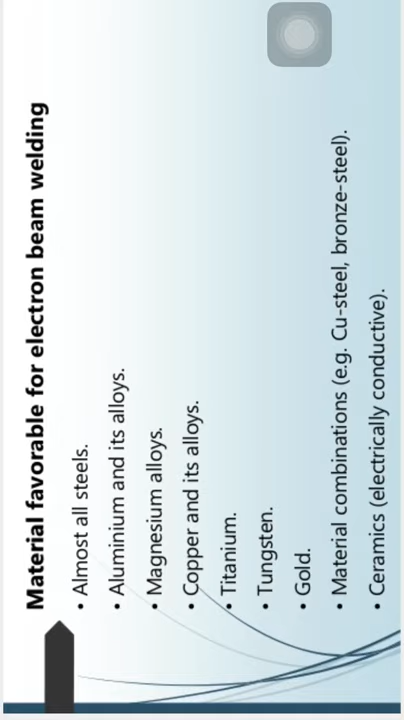 Material favorable for electron beam welding
• Almost all steels.
• Aluminium and its alloys.
• Magnesium alloys.
• Copper and its alloys.
• Titanium.
• Tungsten.
• Gold.
• Material combinations (e.g. Cu-steel, bronze-steel).
• Ceramics (electrically conductive).